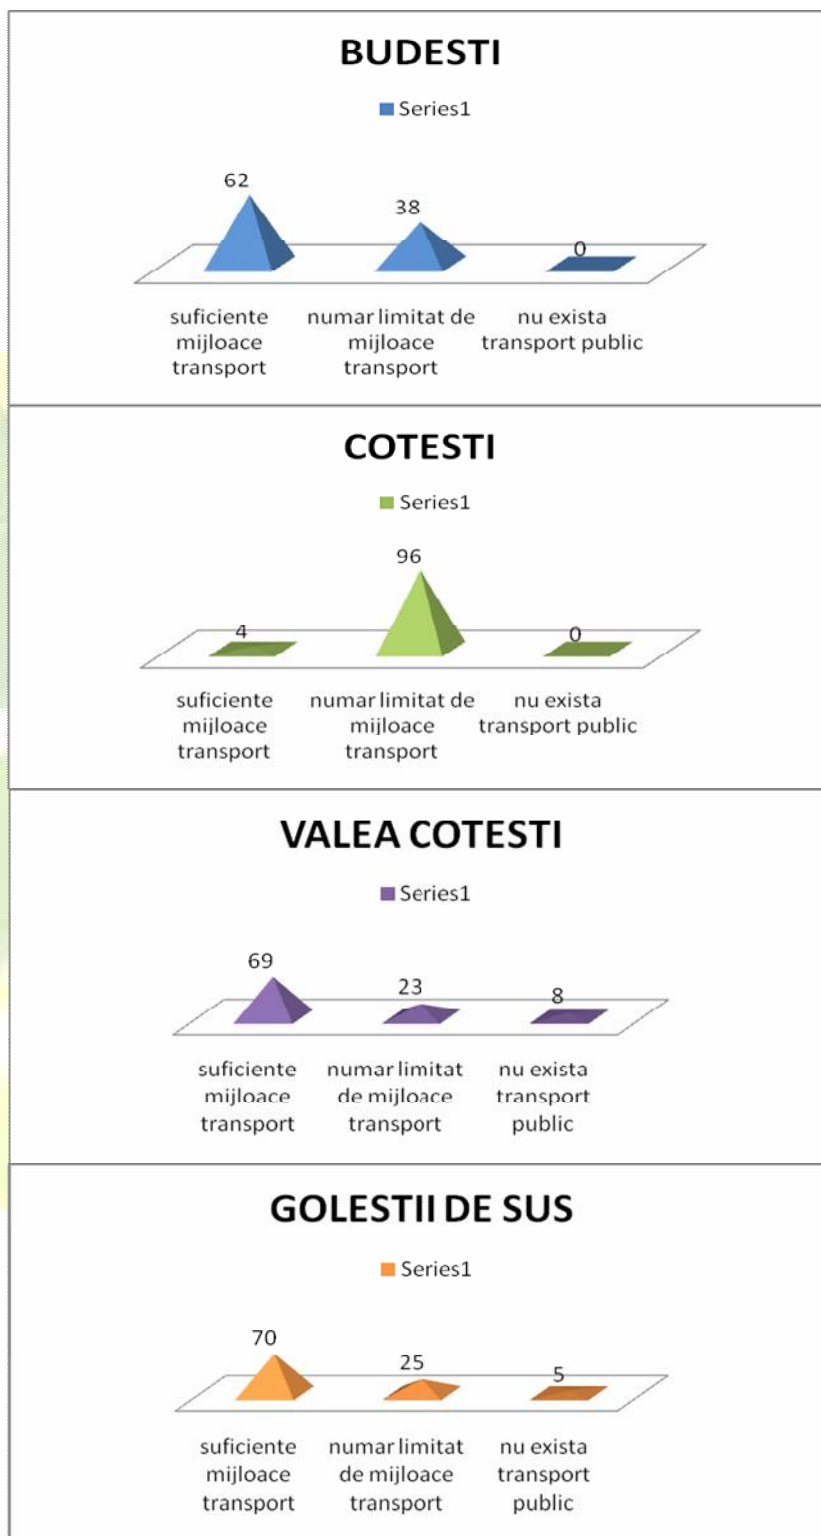 BUDESTI
Series1
62
38
0
suficiente
mijloace
transport
numar limitat de
mijloace
transport
nu exista
transport public
COTESTI
Series1
96
4
0
suficiente
mijloace
transport
numar limitat de
mijloace
transport
nu exista
transport public
VALEA COTESTI
Series1
69
23
8
suficiente
mijloace
transport
numar limitat
de mijloace
transport
nu exista
transport
public
GOLESTII DE SUS
Series1
70
25
5
suficiente
mijloace
transport
numar limitat
de mijloace
transport
nu exista
transport
public